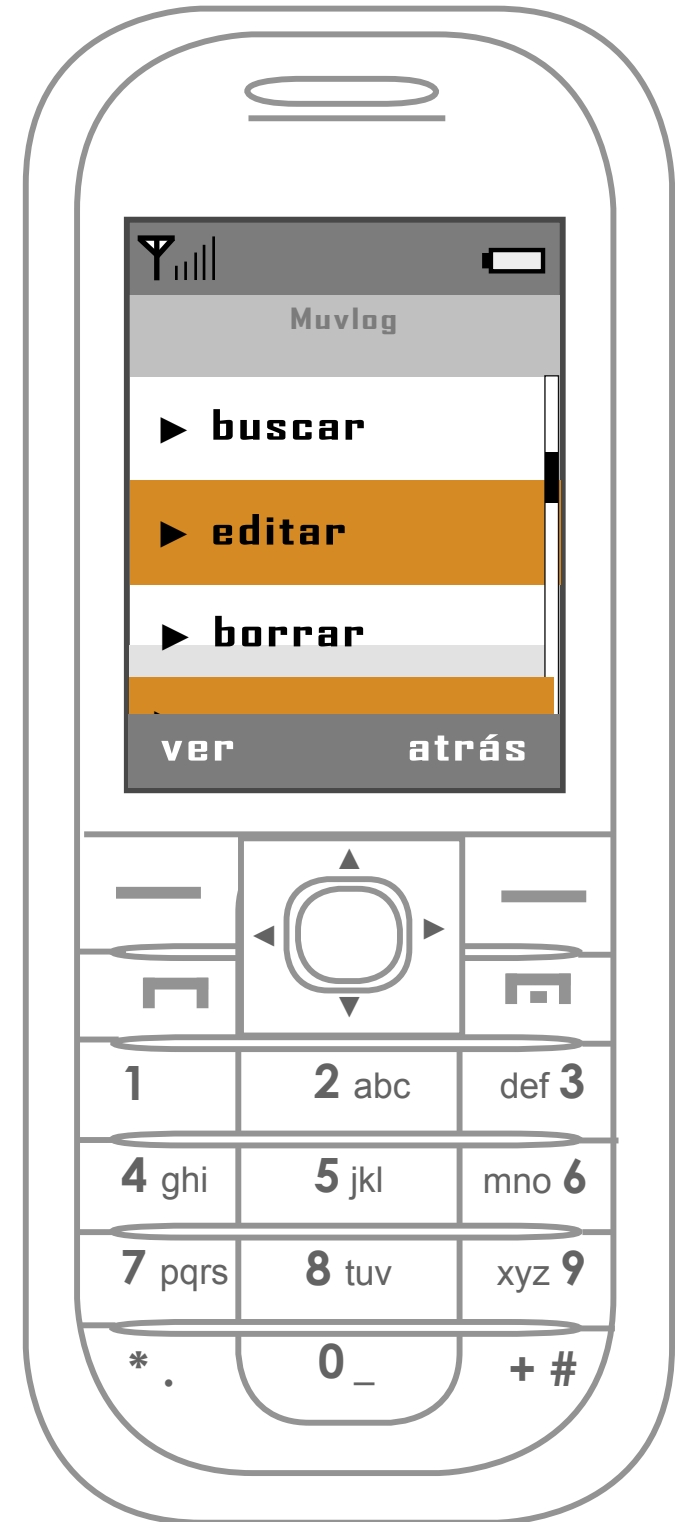 Muvlog
► buscar
► editar
► borrar
ver atrás
1 2 abc def 3
4 ghi 5 jkl mno 6
7 pqrs 8 tuv xyz 9
* . 0 _ + #